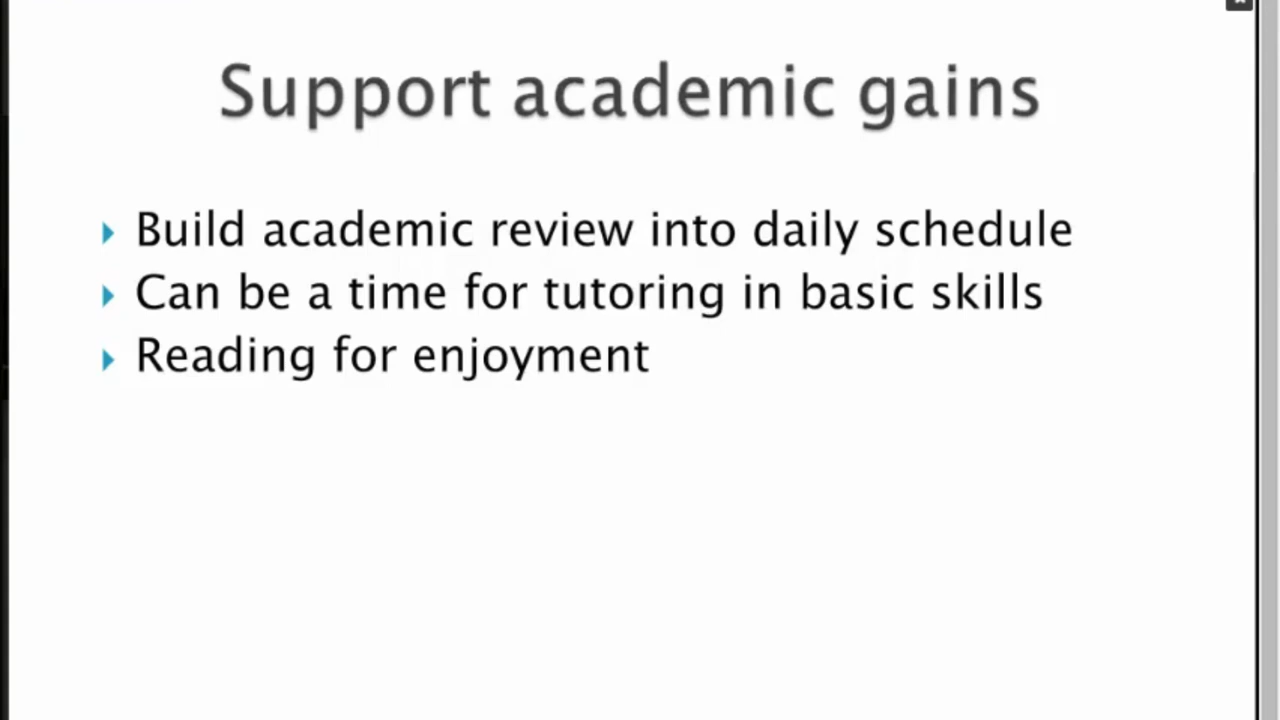 Support academic gains
Build academic review into daily schedule
Can be a time for tutoring in basic skills
Reading for enjoyment